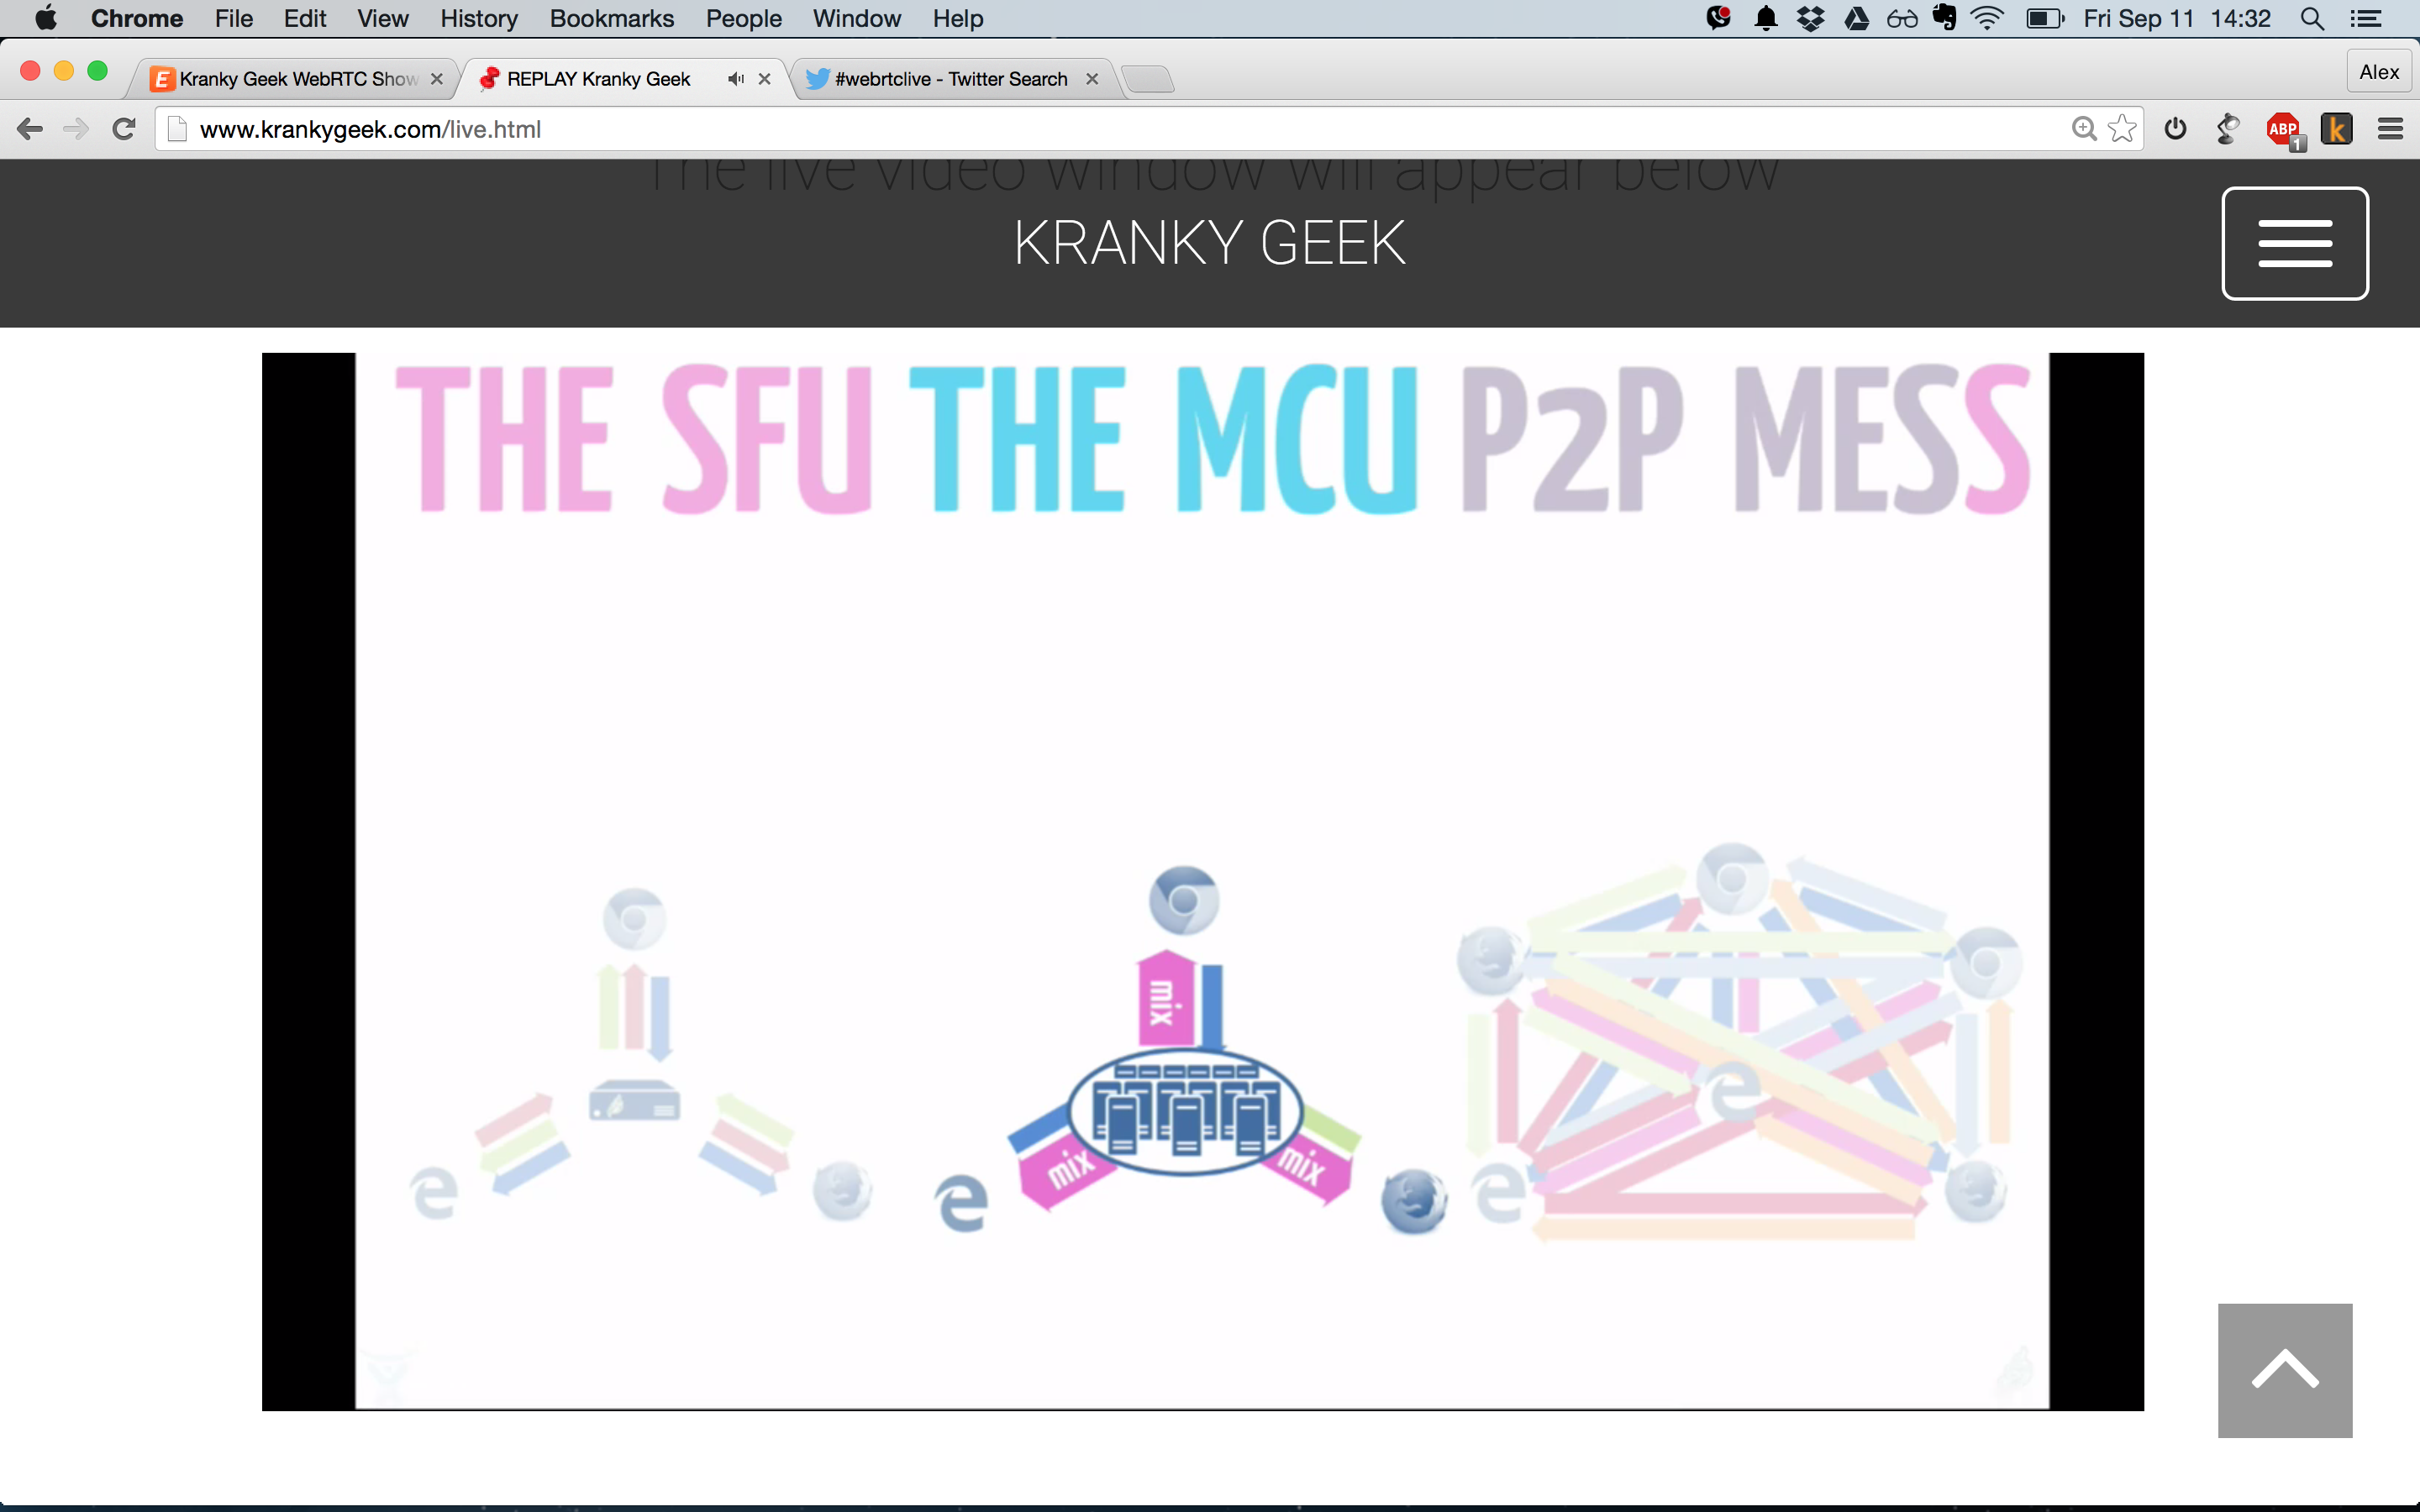 Chrome File Edit View History Bookmarks People Window Help Fri Sep 11 14:32
Kranky Geek WebRTC Show REPLAY Kranky Geek #webrtclive - Twitter Search Alex
www.krankygeek.com/live.html ABP 1 k
The live video window will appear below
KRANKY GEEK
THE SFU THE MCU P2P MESS
mix
mix mix